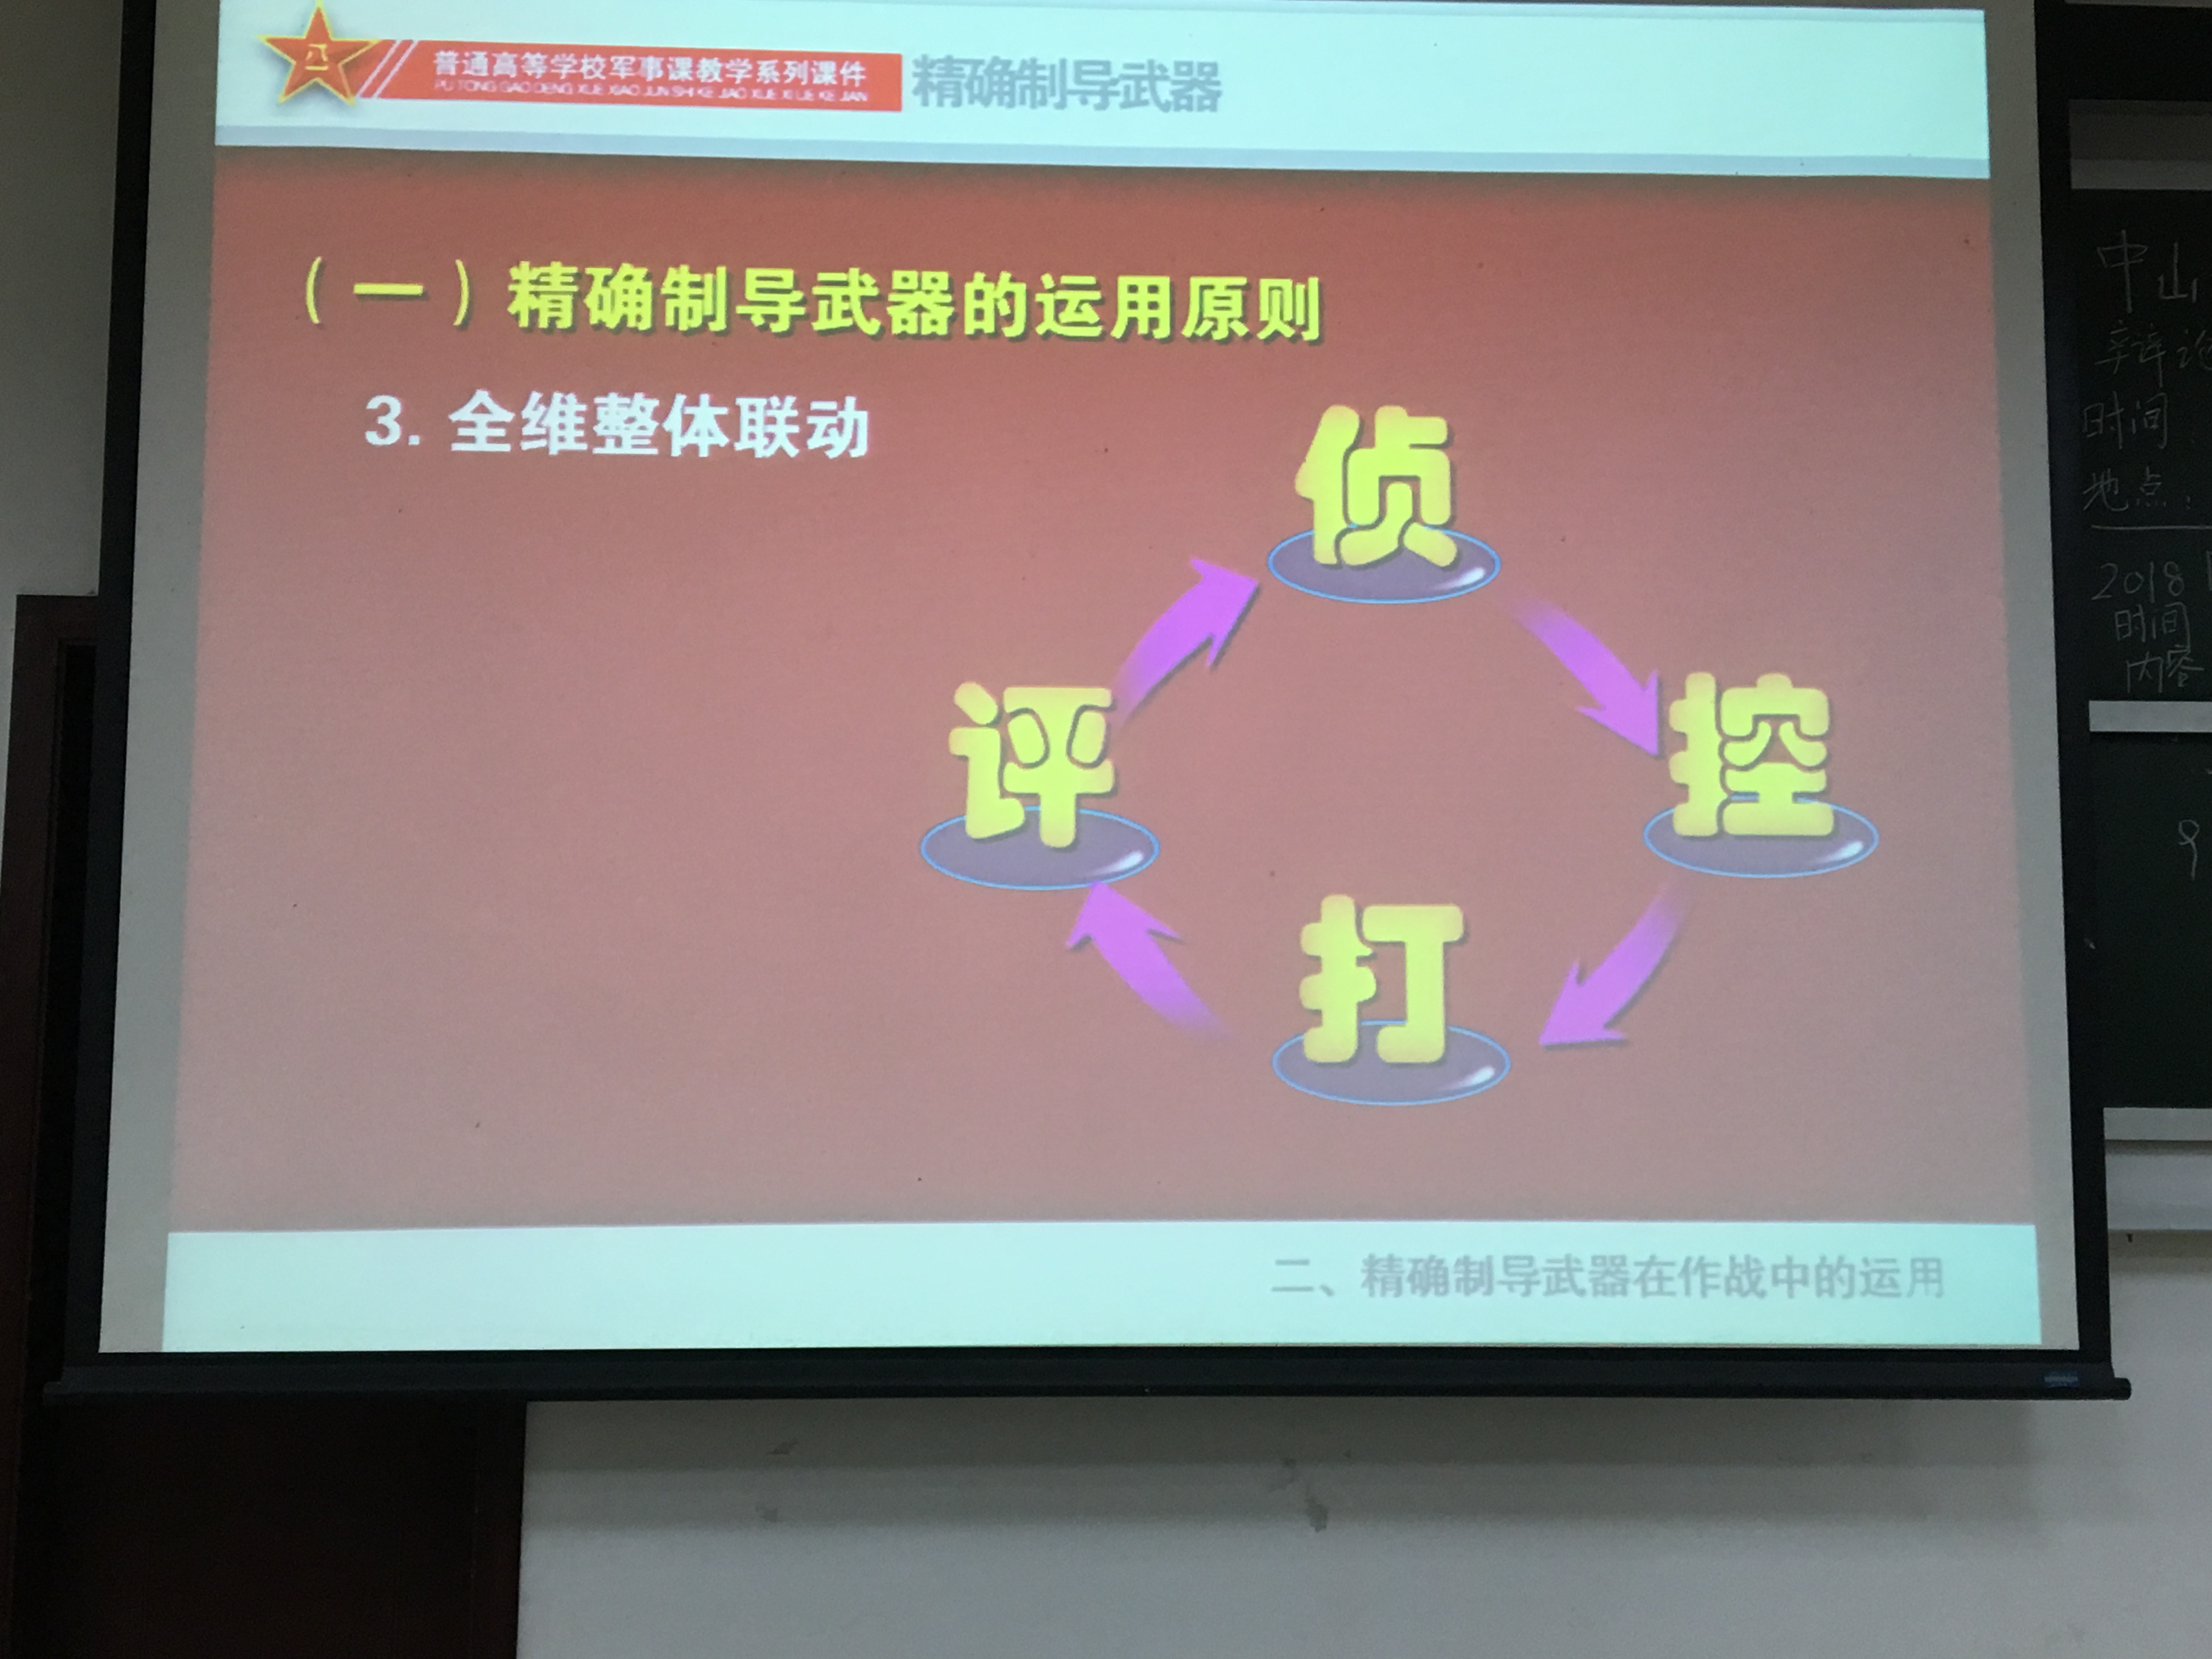 八一
普通高等学校军事课教学系列课件
PU TONG GAO DENG XUE XIAO JUN SHI KE JIAO XUE XI LIE KE JIAN
精确制导武器
（一）精确制导武器的运用原则
3. 全维整体联动
侦
控
打
评
二、精确制导武器在作战中的运用
中山
辩论
时间
地点：
2018
时间
内容